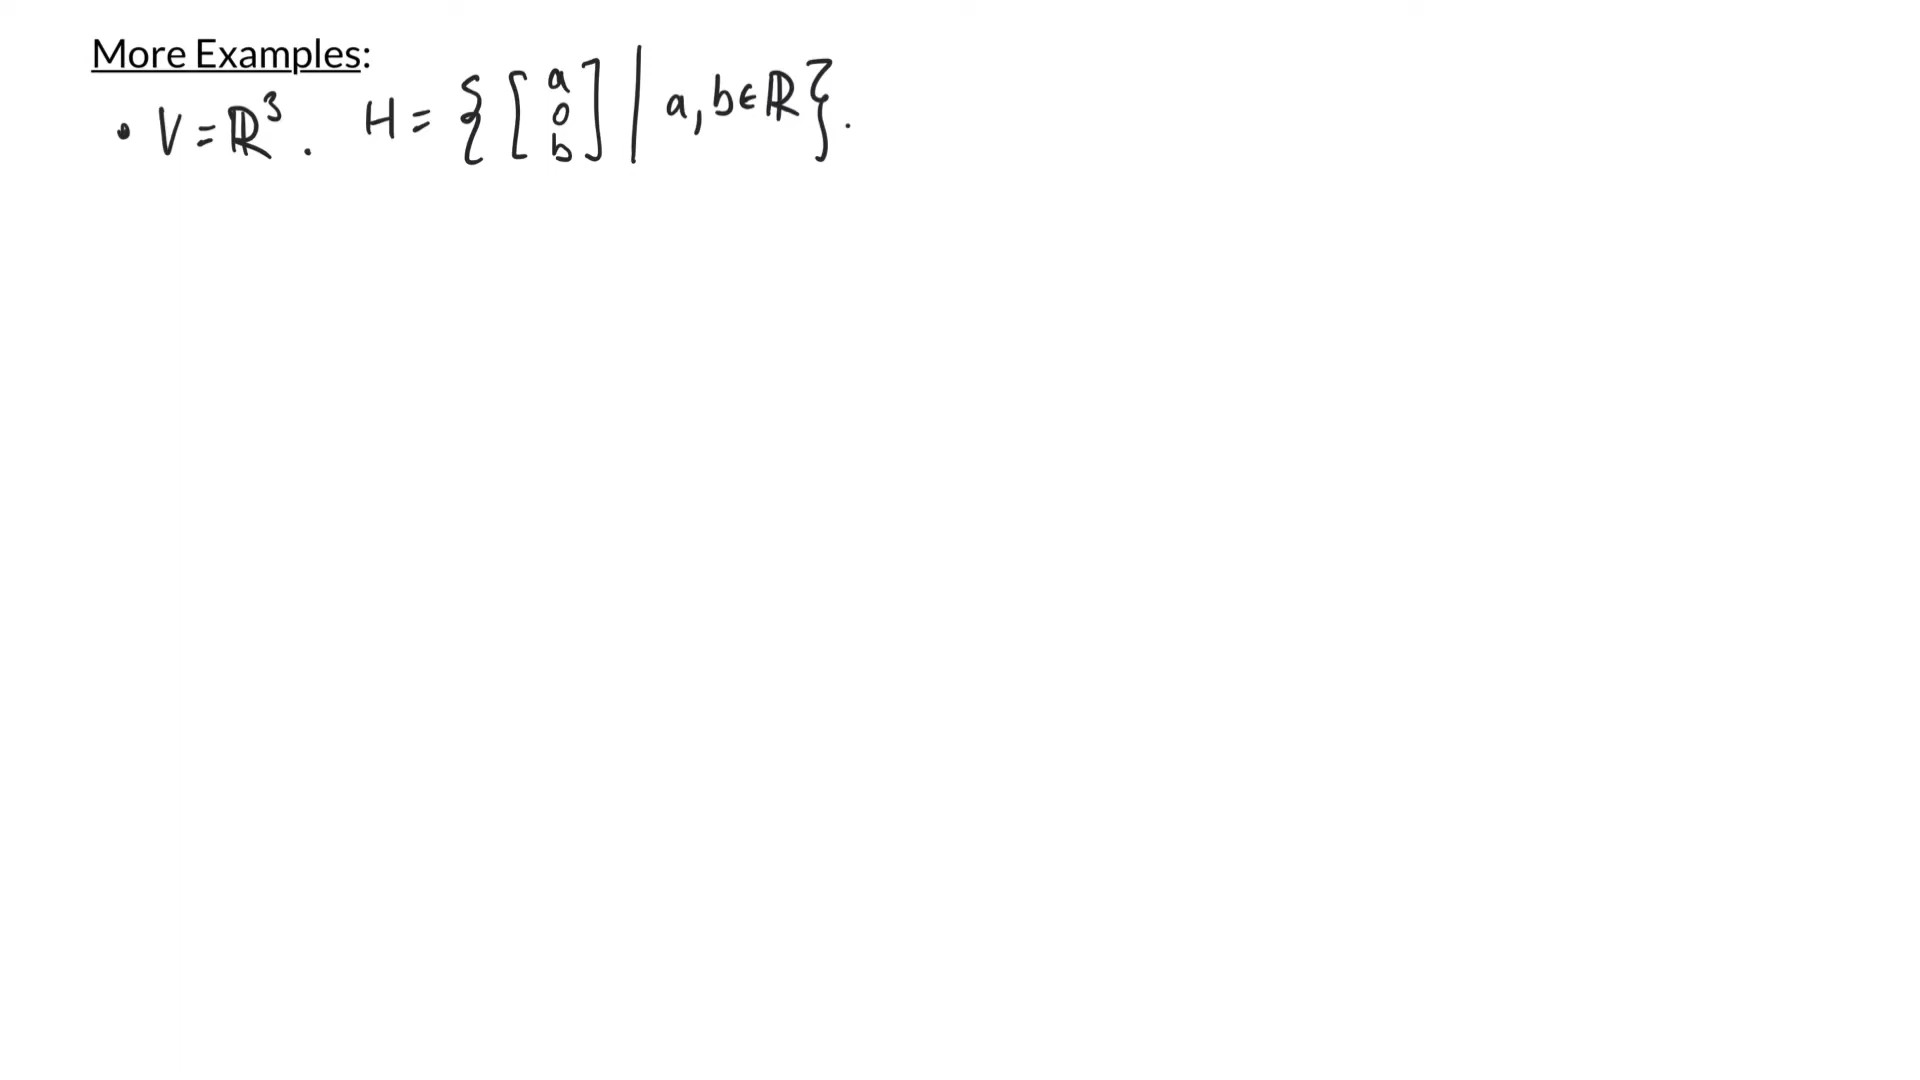 More Examples:
• V = ℝ³. H = { [ a 0 b ] | a, b ∈ ℝ }.